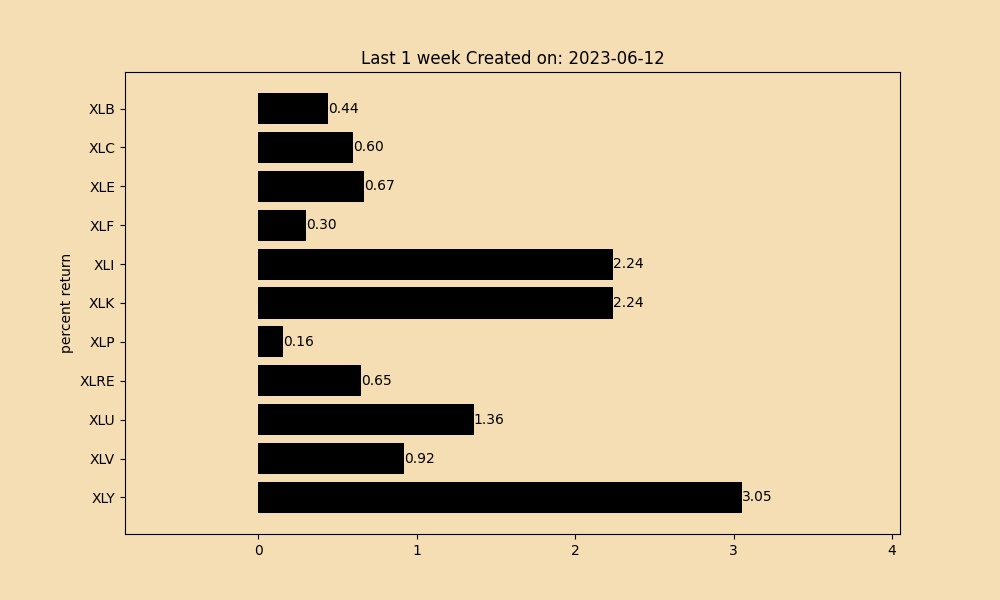 Last 1 week Created on: 2023-06-12
percent return
XLB 0.44
XLC 0.60
XLE 0.67
XLF 0.30
XLI 2.24
XLK 2.24
XLP 0.16
XLRE 0.65
XLU 1.36
XLV 0.92
XLY 3.05
0 1 2 3 4